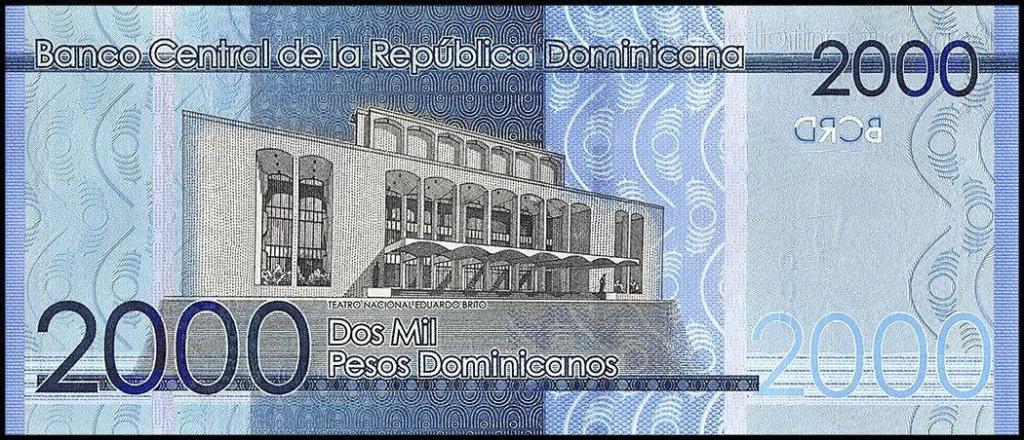 Banco Central de la República Dominicana
2000
BCRD
TEATRO NACIONAL EDUARDO BRITO
2000
Dos Mil
Pesos Dominicanos
2000